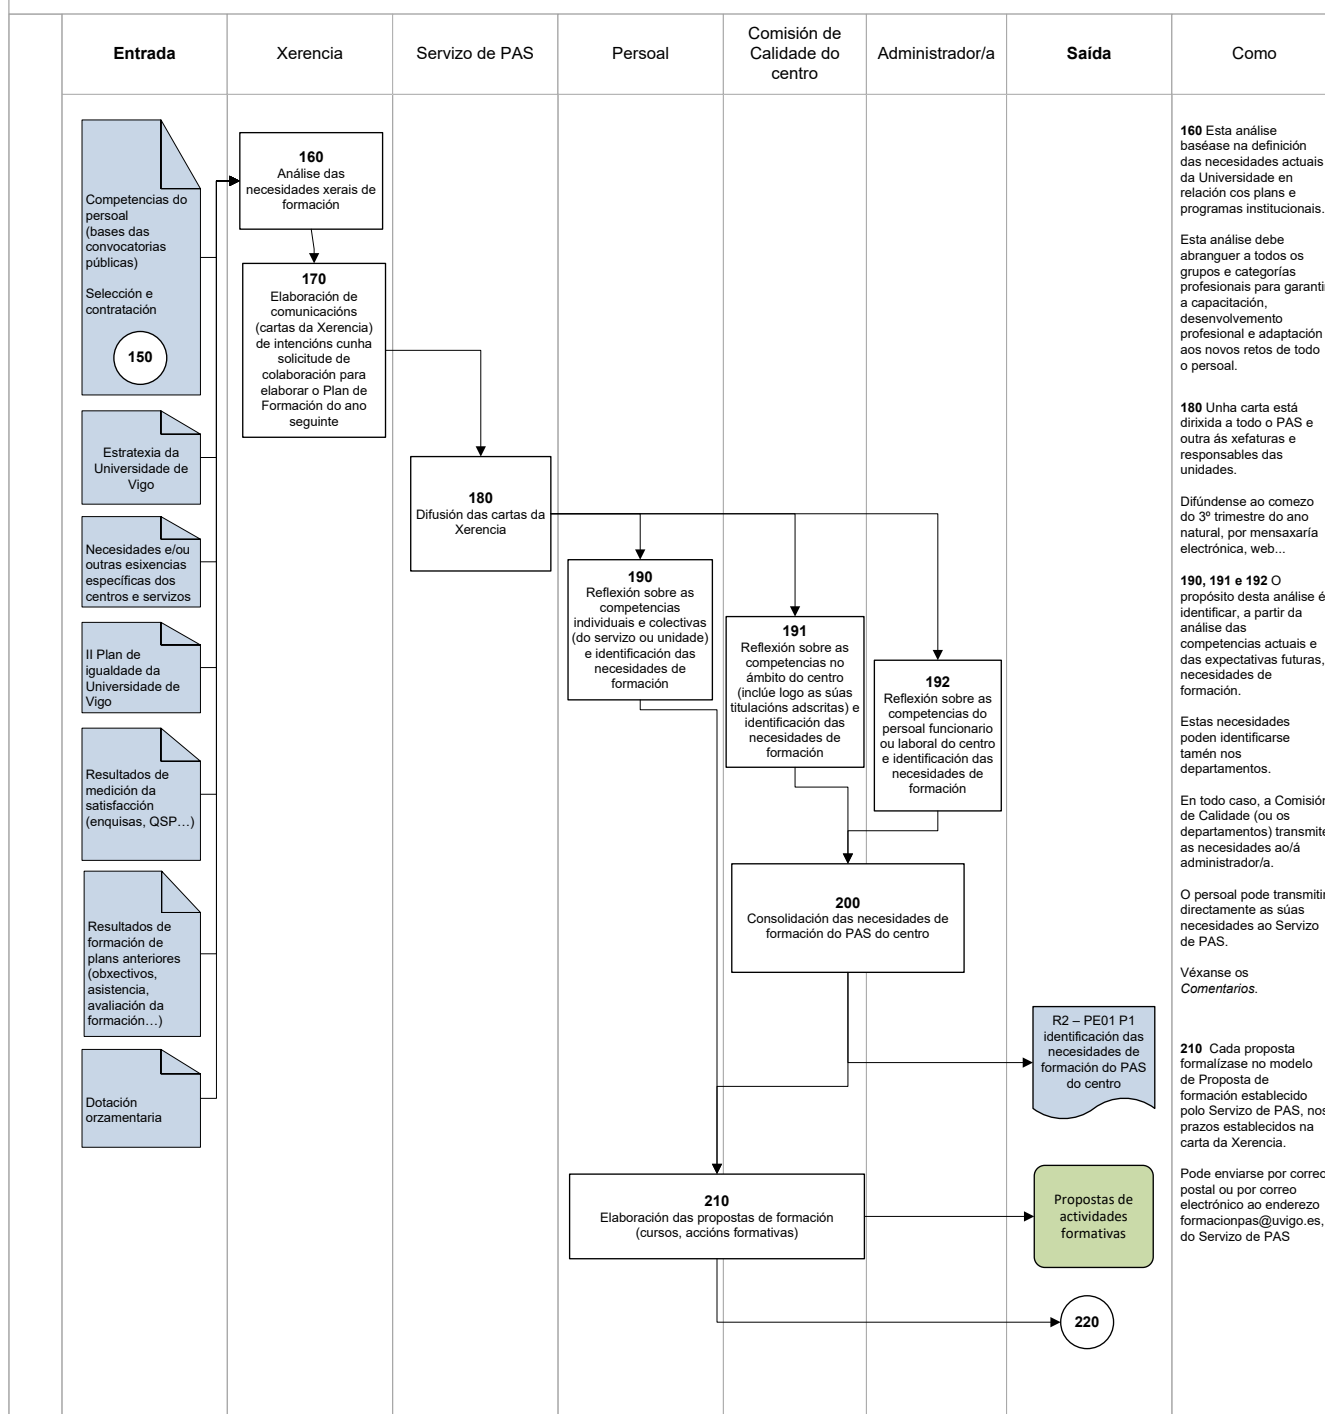 Entrada
Xerencia
Servizo de PAS
Persoal
Comisión de
Calidade do
centro
Administrador/a
Saída
Como
Competencias do
persoal
(bases das
convocatorias
públicas)
Selección e
contratación
150
Estratexia da
Universidade de
Vigo
Necesidades e/ou
outras esixencias
específicas dos
centros e servizos
II Plan de
igualdade da
Universidade de
Vigo
Resultados de
medición da
satisfacción
(enquisas, QSP…)
Resultados de
formación de
plans anteriores
(obxectivos,
asistencia,
avaliación da
formación…)
Dotación
orzamentaria
160
Análise das
necesidades xerais de
formación
170
Elaboración de
comunicacións
(cartas da Xerencia)
de intencións cunha
solicitude de
colaboración para
elaborar o Plan de
Formación do ano
seguinte
180
Difusión das cartas da
Xerencia
190
Reflexión sobre as
competencias
individuais e colectivas
(do servizo ou unidade)
e identificación das
necesidades de
formación
191
Reflexión sobre as
competencias no
ámbito do centro
(inclúe logo as súas
titulacións adscritas) e
identificación das
necesidades de
formación
192
Reflexión sobre as
competencias do
persoal funcionario
ou laboral do centro
e identificación das
necesidades de
formación
200
Consolidación das necesidades de
formación do PAS do centro
R2 – PE01 P1
identificación das
necesidades de
formación do PAS
do centro
210
Elaboración das propostas de formación
(cursos, accións formativas)
Propostas de
actividades
formativas
220
160 Esta análise
baséase na definición
das necesidades actuais
da Universidade en
relación cos plans e
programas institucionais.
Esta análise debe
abranguer a todos os
grupos e categorías
profesionais para garantir
a capacitación,
desenvolvemento
profesional e adaptación
aos novos retos de todo
o persoal.
180 Unha carta está
dirixida a todo o PAS e
outra ás xefaturas e
responsables das
unidades.
Difúndense ao comezo
do 3º trimestre do ano
natural, por mensaxaría
electrónica, web...
190, 191 e 192 O
propósito desta análise é
identificar, a partir da
análise das
competencias actuais e
das expectativas futuras,
necesidades de
formación.
Estas necesidades
poden identificarse
tamén nos
departamentos.
En todo caso, a Comisión
de Calidade (ou os
departamentos) transmite
as necesidades ao/á
administrador/a.
O persoal pode transmitir
directamente as súas
necesidades ao Servizo
de PAS.
Véxanse os
Comentarios.
210 Cada proposta
formalízase no modelo
de Proposta de
formación establecido
polo Servizo de PAS, nos
prazos establecidos na
carta da Xerencia.
Pode enviarse por correo
postal ou por correo
electrónico ao enderezo
formacionpas@uvigo.es,
do Servizo de PAS